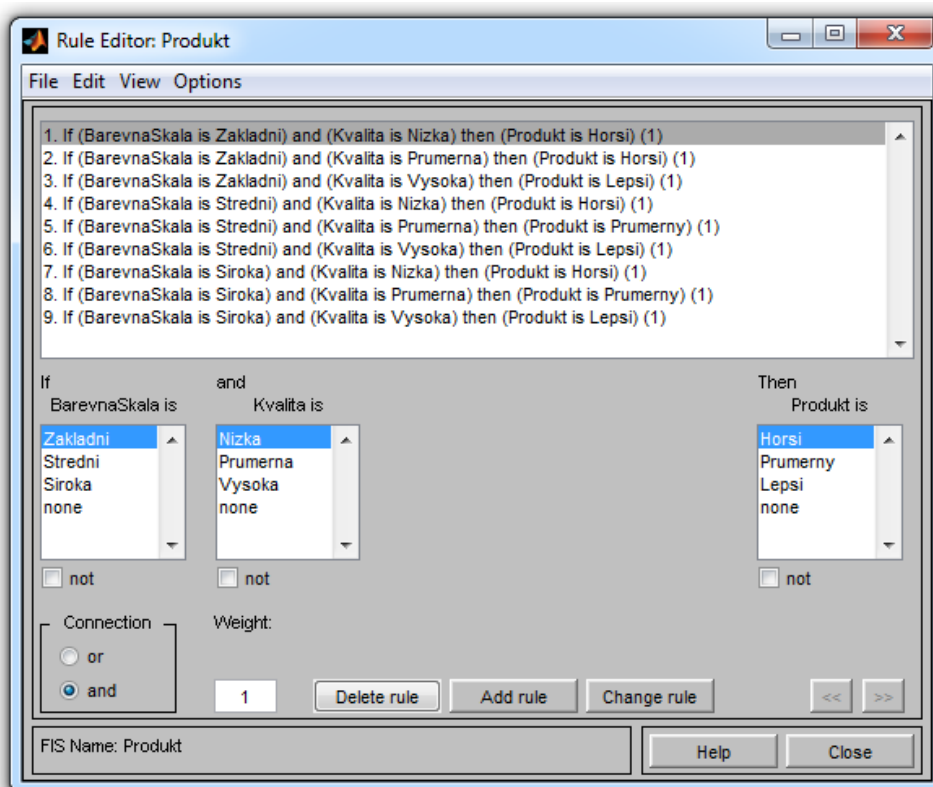 Rule Editor: Produkt
File Edit View Options
1. If (BarevnaSkala is Zakladni) and (Kvalita is Nizka) then (Produkt is Horsi) (1)
2. If (BarevnaSkala is Zakladni) and (Kvalita is Prumerna) then (Produkt is Horsi) (1)
3. If (BarevnaSkala is Zakladni) and (Kvalita is Vysoka) then (Produkt is Lepsi) (1)
4. If (BarevnaSkala is Stredni) and (Kvalita is Nizka) then (Produkt is Horsi) (1)
5. If (BarevnaSkala is Stredni) and (Kvalita is Prumerna) then (Produkt is Prumerny) (1)
6. If (BarevnaSkala is Stredni) and (Kvalita is Vysoka) then (Produkt is Lepsi) (1)
7. If (BarevnaSkala is Siroka) and (Kvalita is Nizka) then (Produkt is Horsi) (1)
8. If (BarevnaSkala is Siroka) and (Kvalita is Prumerna) then (Produkt is Prumerny) (1)
9. If (BarevnaSkala is Siroka) and (Kvalita is Vysoka) then (Produkt is Lepsi) (1)
If
BarevnaSkala is
Zakladni
Stredni
Siroka
none
not
and
Kvalita is
Nizka
Prumerna
Vysoka
none
not
Then
Produkt is
Horsi
Prumerny
Lepsi
none
not
Connection
or
and
Weight:
1
Delete rule
Add rule
Change rule
<<
>>
FIS Name: Produkt
Help
Close